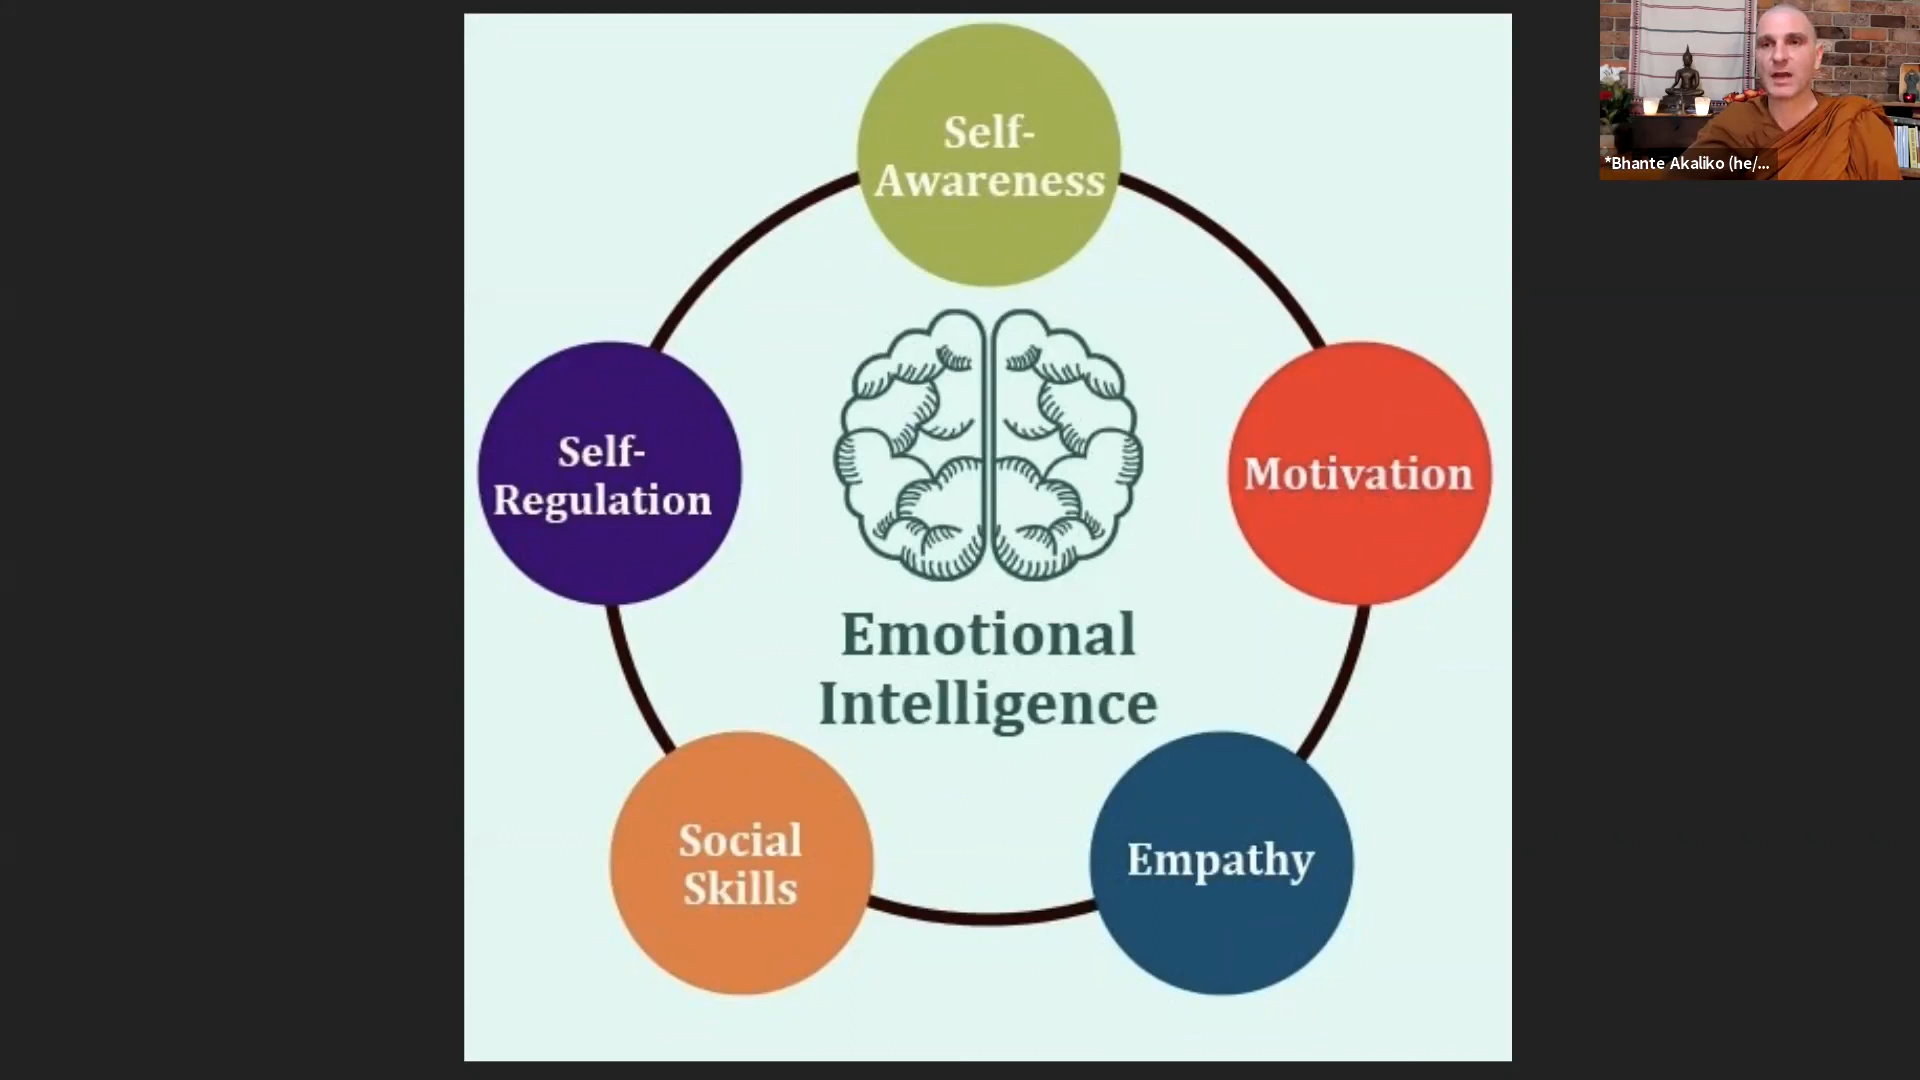 Self-
Awareness
Self-
Regulation
Motivation
Emotional
Intelligence
Social
Skills
Empathy
*Bhante Akaliko (he/...